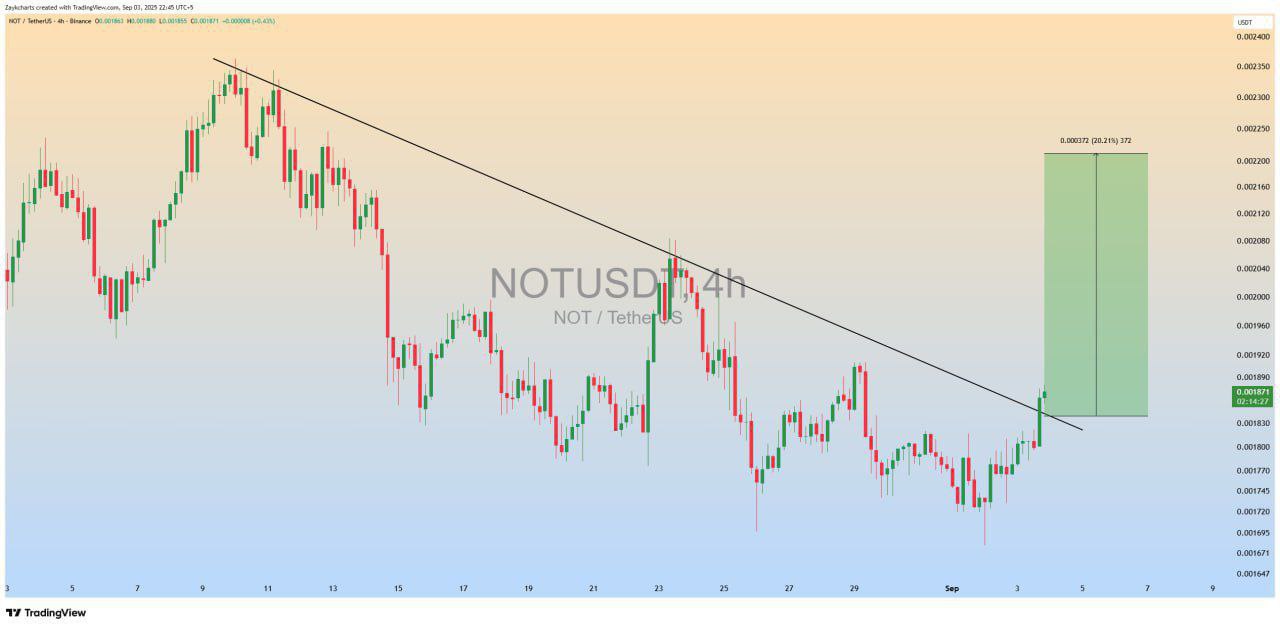 Zaykcharts created with TradingView.com, Sep 03, 2025 22:45 UTC+5
NOT / TetherUS · 4h · Binance O0.001863 H0.001880 L0.001855 C0.001871 +0.000008 (+0.43%)
USDT
0.002400
0.002350
0.002300
0.002250
0.002200
0.002160
0.002120
0.002080
0.002040
0.002000
0.001960
0.001920
0.001890
0.001871
02:14:27
0.001830
0.001800
0.001770
0.001745
0.001720
0.001695
0.001671
0.001647
0.000372 (20.21%) 372
NOTUSDT, 4h
NOT / TetherUS
3 5 7 9 11 13 15 17 19 21 23 25 27 29 Sep 3 5 7 9
TradingView